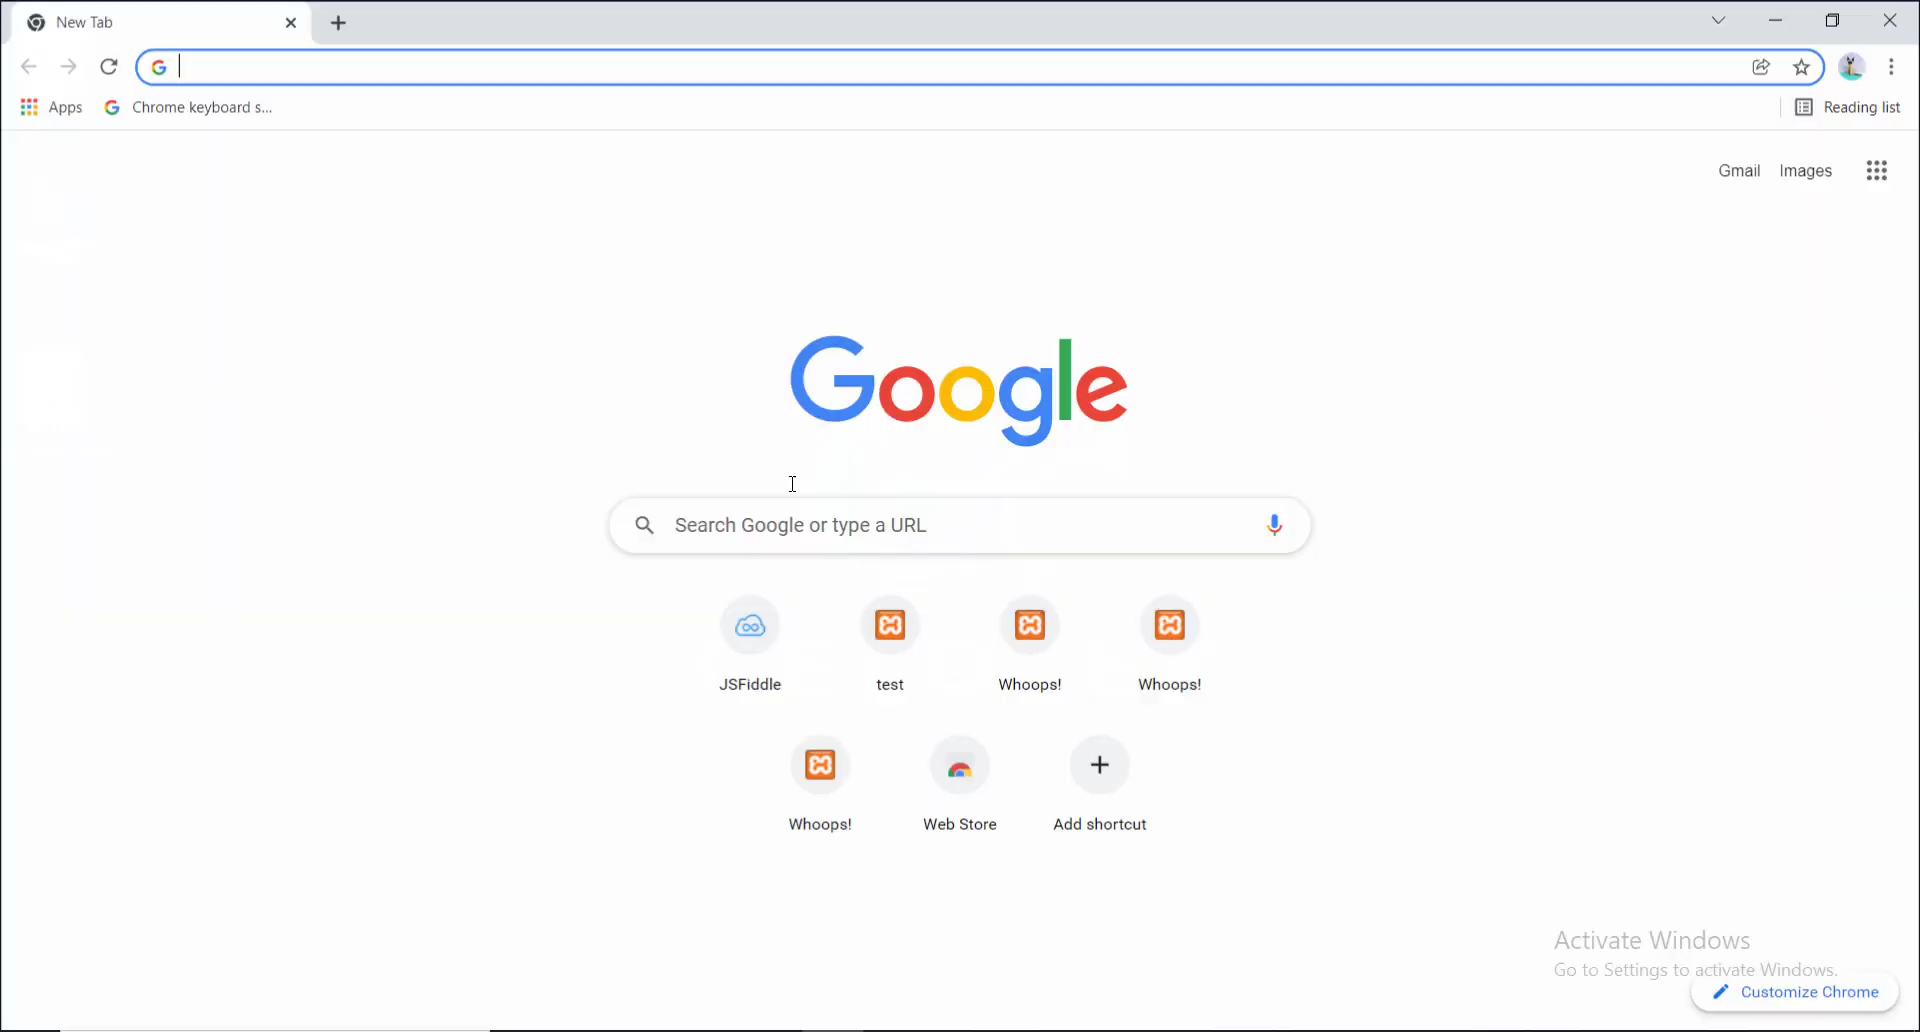 New Tab
Apps
Chrome keyboard s...
Reading list
Gmail Images
Google
Search Google or type a URL
JSFiddle test Whoops! Whoops!
Whoops! Web Store Add shortcut
Activate Windows
Go to Settings to activate Windows.
Customize Chrome